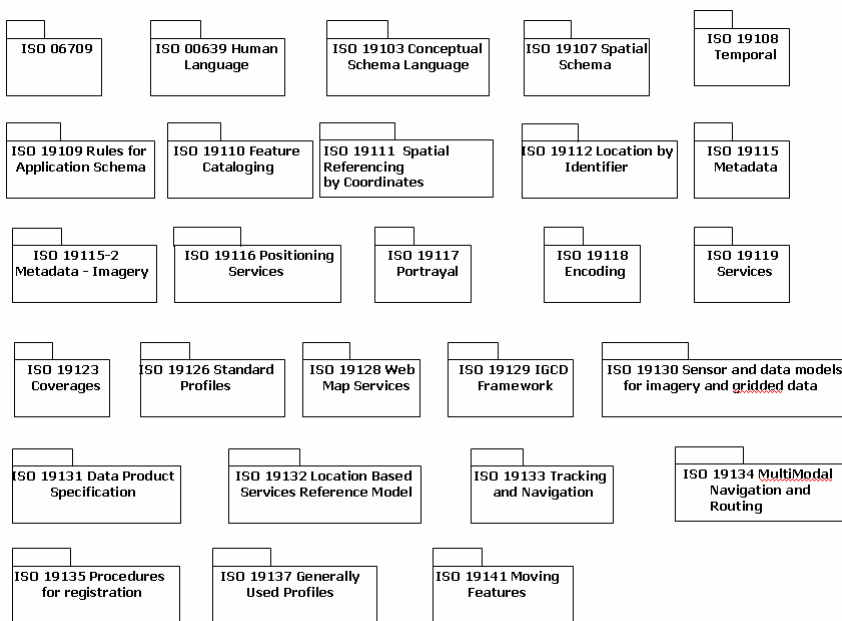 ISO 06709
ISO 00639 Human
Language
ISO 19103 Conceptual
Schema Language
ISO 19107 Spatial
Schema
ISO 19108
Temporal
ISO 19109 Rules for
Application Schema
ISO 19110 Feature
Cataloging
ISO 19111 Spatial
Referencing
by Coordinates
ISO 19112 Location by
Identifier
ISO 19115
Metadata
ISO 19115-2
Metadata - Imagery
ISO 19116 Positioning
Services
ISO 19117
Portrayal
ISO 19118
Encoding
ISO 19119
Services
ISO 19123
Coverages
ISO 19126 Standard
Profiles
ISO 19128 Web
Map Services
ISO 19129 IGCD
Framework
ISO 19130 Sensor and data models
for imagery and gridded data
ISO 19131 Data Product
Specification
ISO 19132 Location Based
Services Reference Model
ISO 19133 Tracking
and Navigation
ISO 19134 MultiModal
Navigation and
Routing
ISO 19135 Procedures
for registration
ISO 19137 Generally
Used Profiles
ISO 19141 Moving
Features